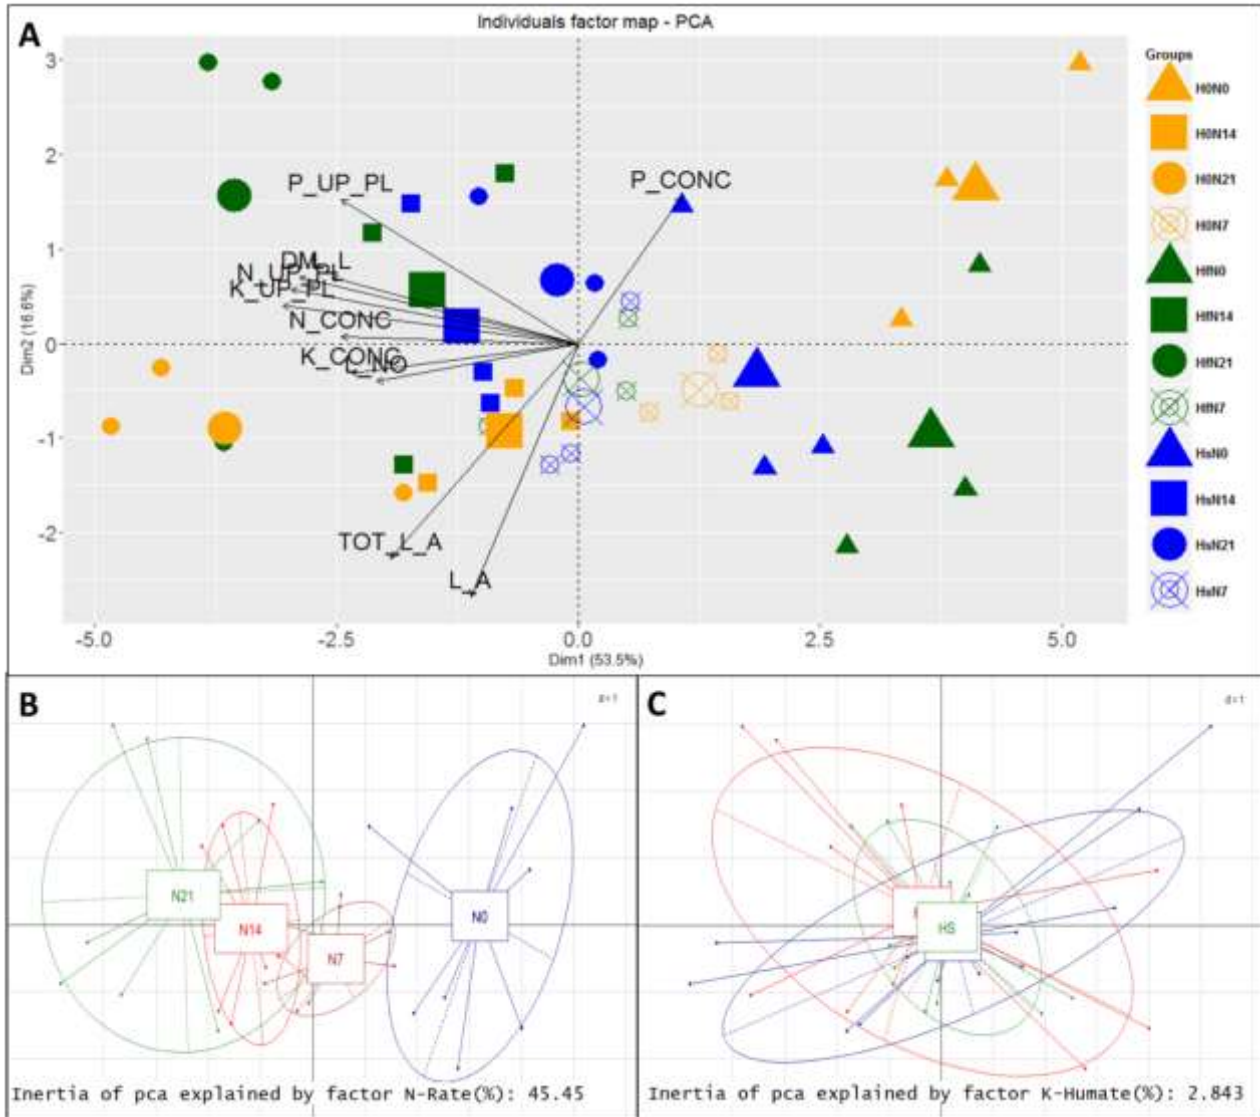 A
Individuals factor map - PCA
Groups
H0N0
H0N14
H0N21
H0N7
HfN0
HfN14
HfN21
HfN7
HsN0
HsN14
HsN21
HsN7
3
2
1
0
-1
-2
Dim2 (16.6%)
P_UP_PL
P_CONC
N_UP_PL
K_UP_PL
N_CONC
K_CONC
TOT_L_A
L_A
-5.0
-2.5
0.0
2.5
5.0
Dim1 (53.5%)
B
d=1
N21
N14
N7
N0
Inertia of pca explained by factor N-Rate(%): 45.45
C
d=1
HS
Inertia of pca explained by factor K-Humate(%): 2.843